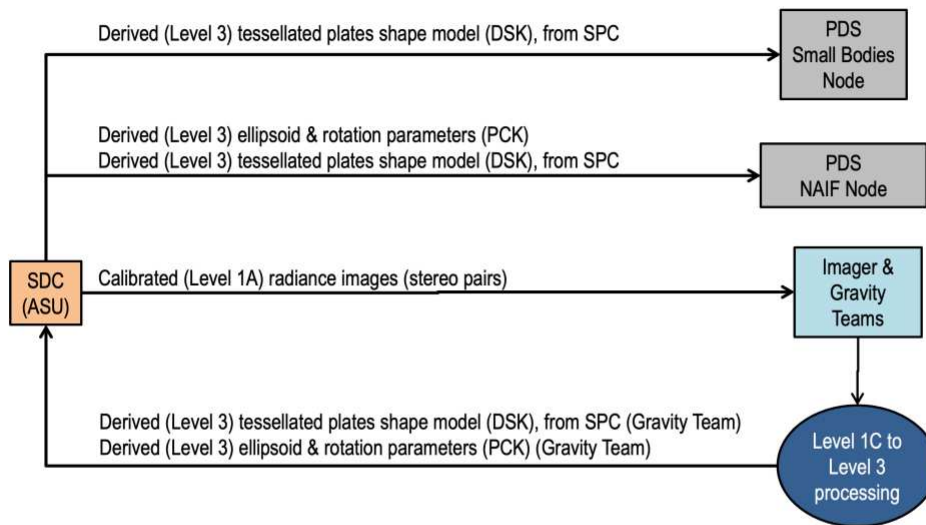 Derived (Level 3) tessellated plates shape model (DSK), from SPC
PDS
Small Bodies
Node
Derived (Level 3) ellipsoid & rotation parameters (PCK)
Derived (Level 3) tessellated plates shape model (DSK), from SPC
PDS
NAIF Node
SDC
(ASU)
Calibrated (Level 1A) radiance images (stereo pairs)
Imager &
Gravity
Teams
Derived (Level 3) tessellated plates shape model (DSK), from SPC (Gravity Team)
Derived (Level 3) ellipsoid & rotation parameters (PCK) (Gravity Team)
Level 1C to
Level 3
processing